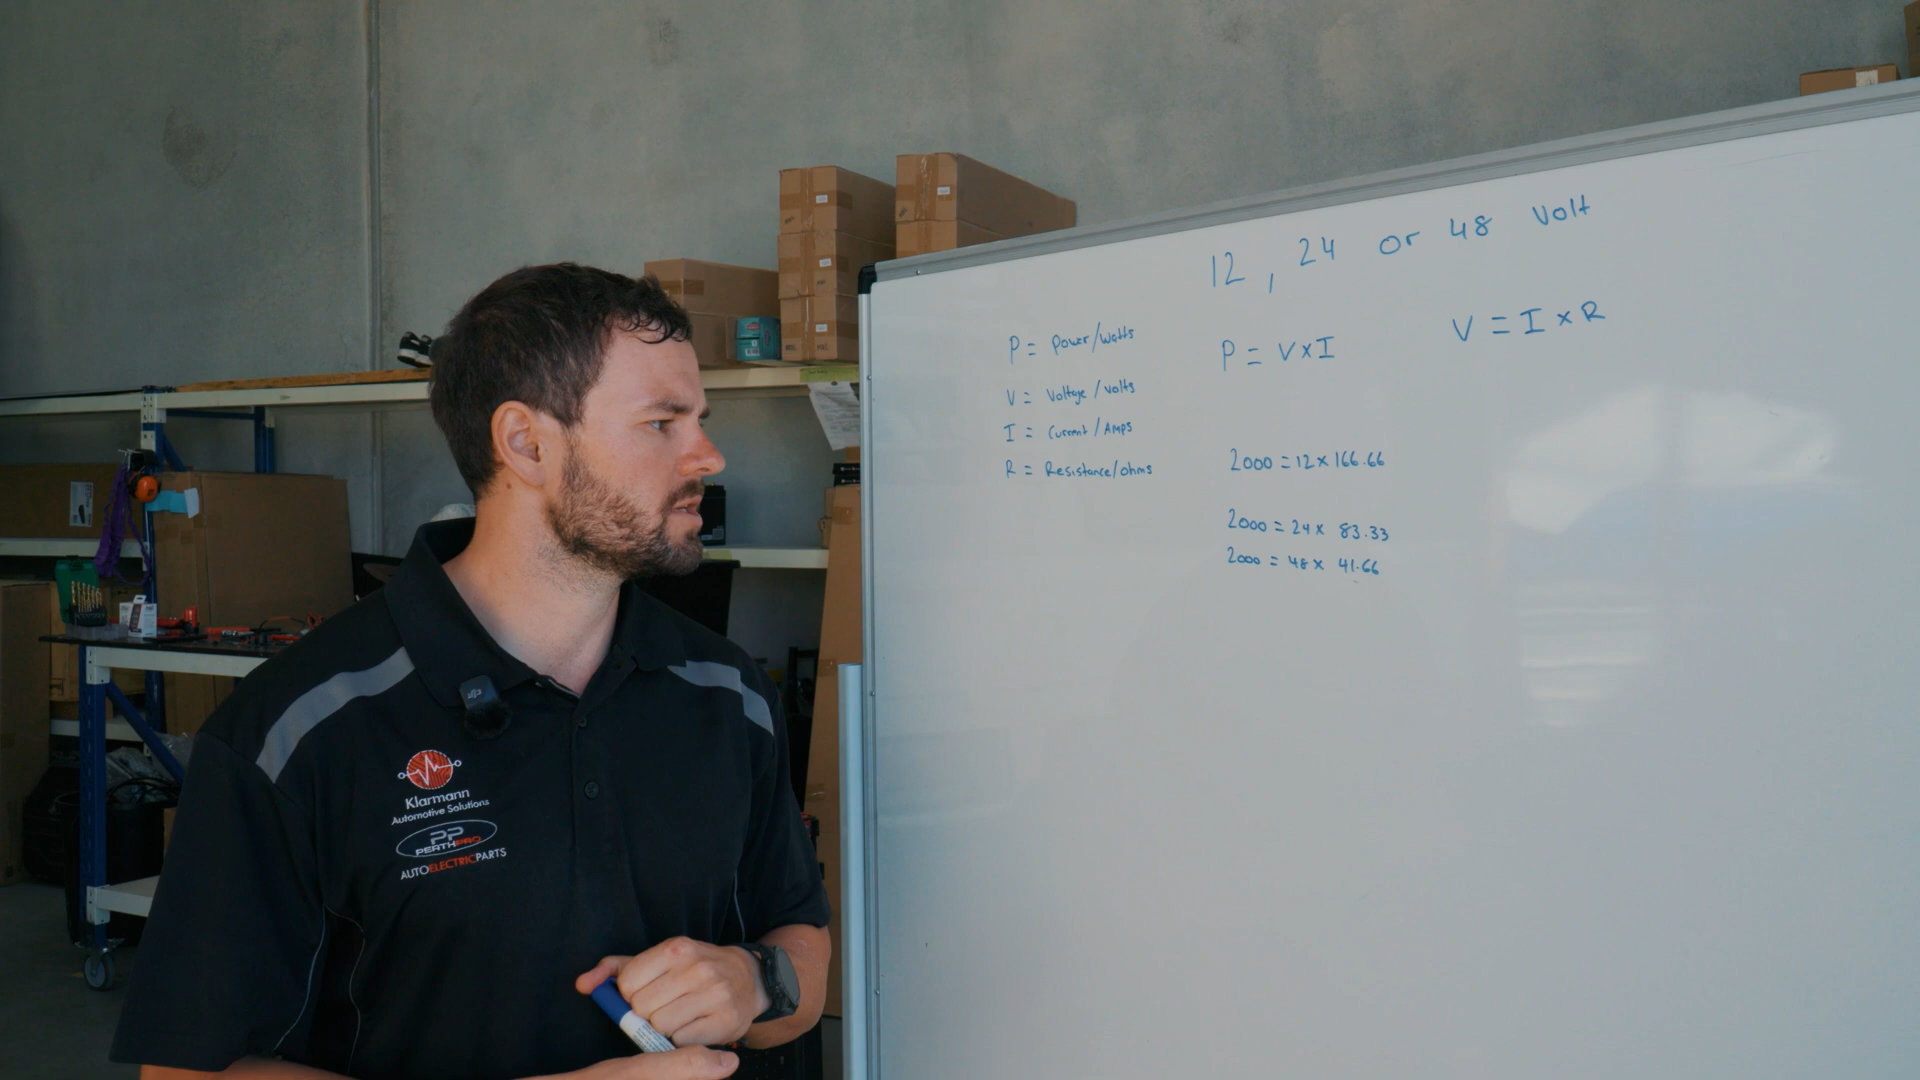 12 , 24 or 48 Volt
P = Power/Watts
V = Voltage/Volts
I = Current/Amps
R = Resistance/ohms
P = V x I
V = I x R
2000 = 12 x 166.66
2000 = 24 x 83.33
2000 = 48 x 41.66
Klarmann
Automotive Solutions
PP
PERTHPRO
AUTOELECTRICPARTS